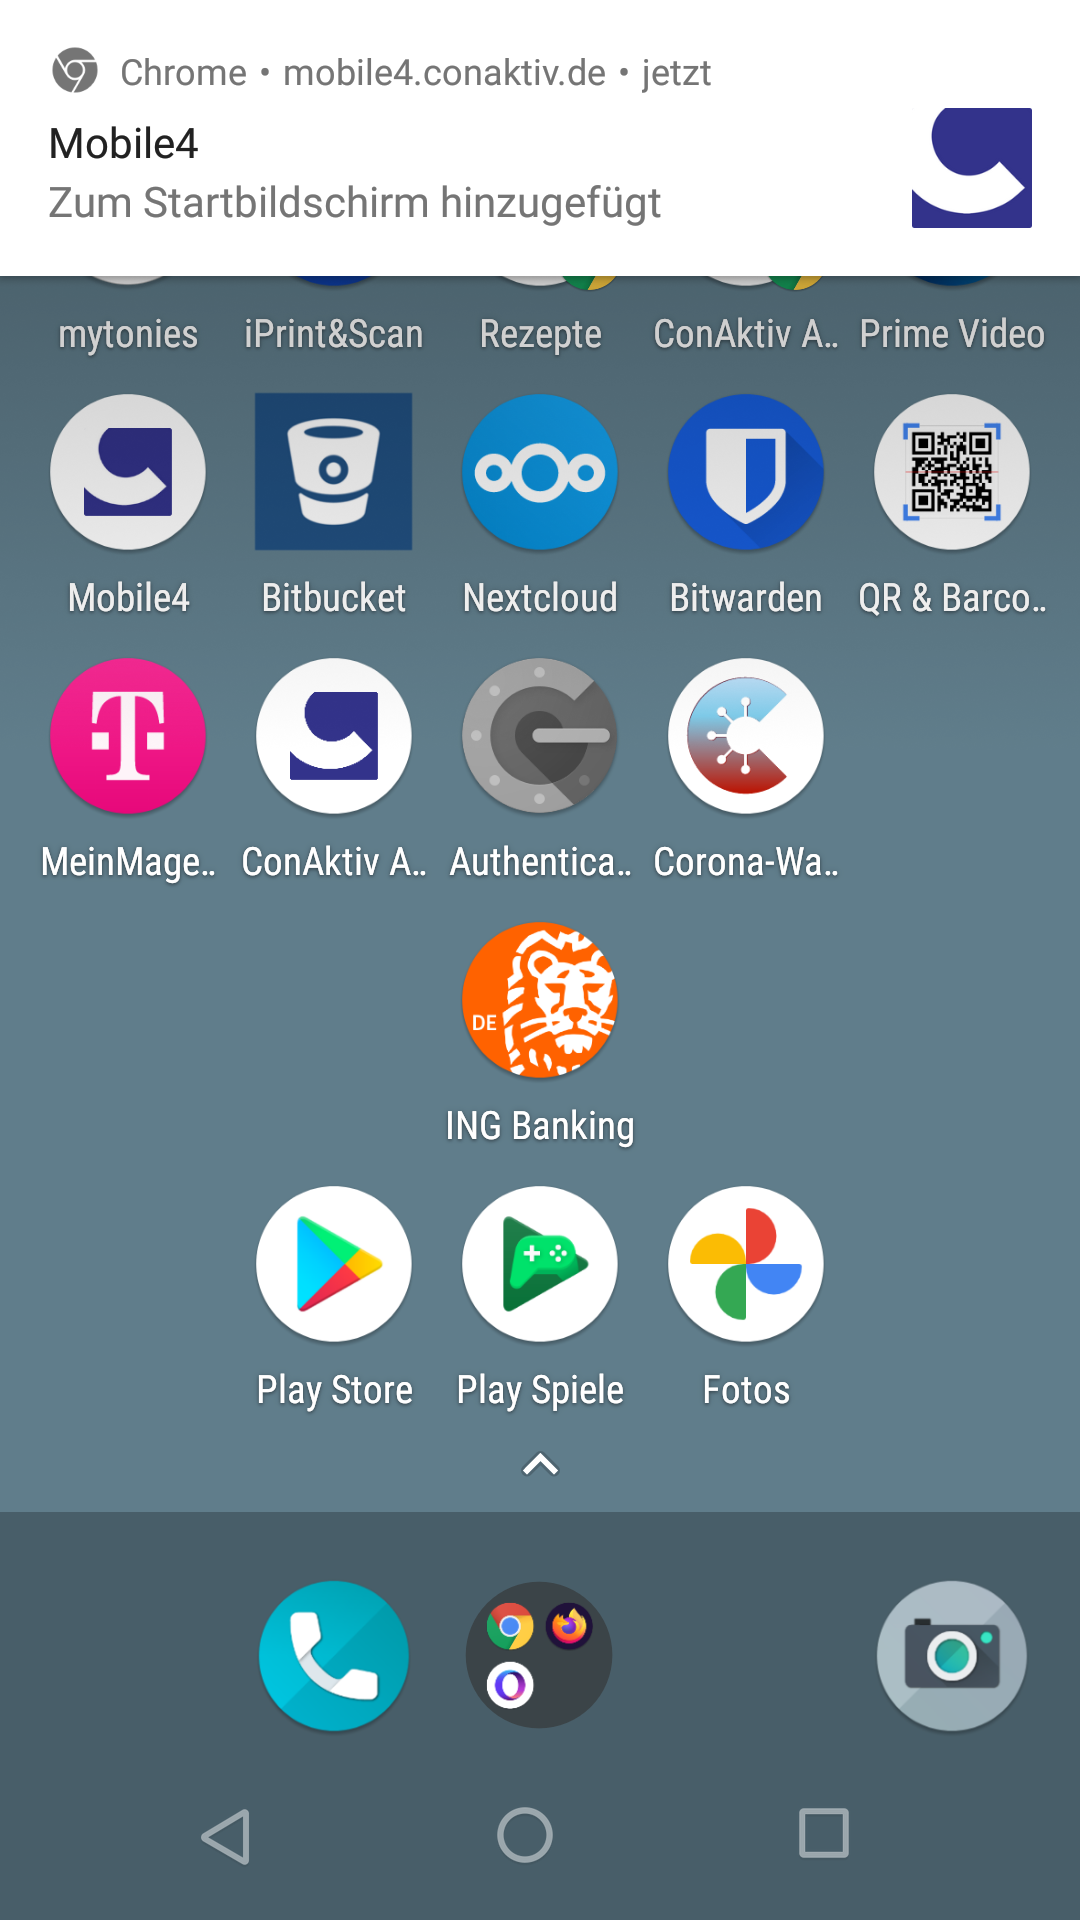 Chrome • mobile4.conaktiv.de • jetzt
Mobile4
Zum Startbildschirm hinzugefügt
mytonies
iPrint&Scan
Rezepte
ConAktiv A..
Prime Video
Mobile4
Bitbucket
Nextcloud
Bitwarden
QR & Barco..
T
MeinMage..
ConAktiv A..
Authentica..
Corona-Wa..
DE
ING Banking
Play Store
Play Spiele
Fotos